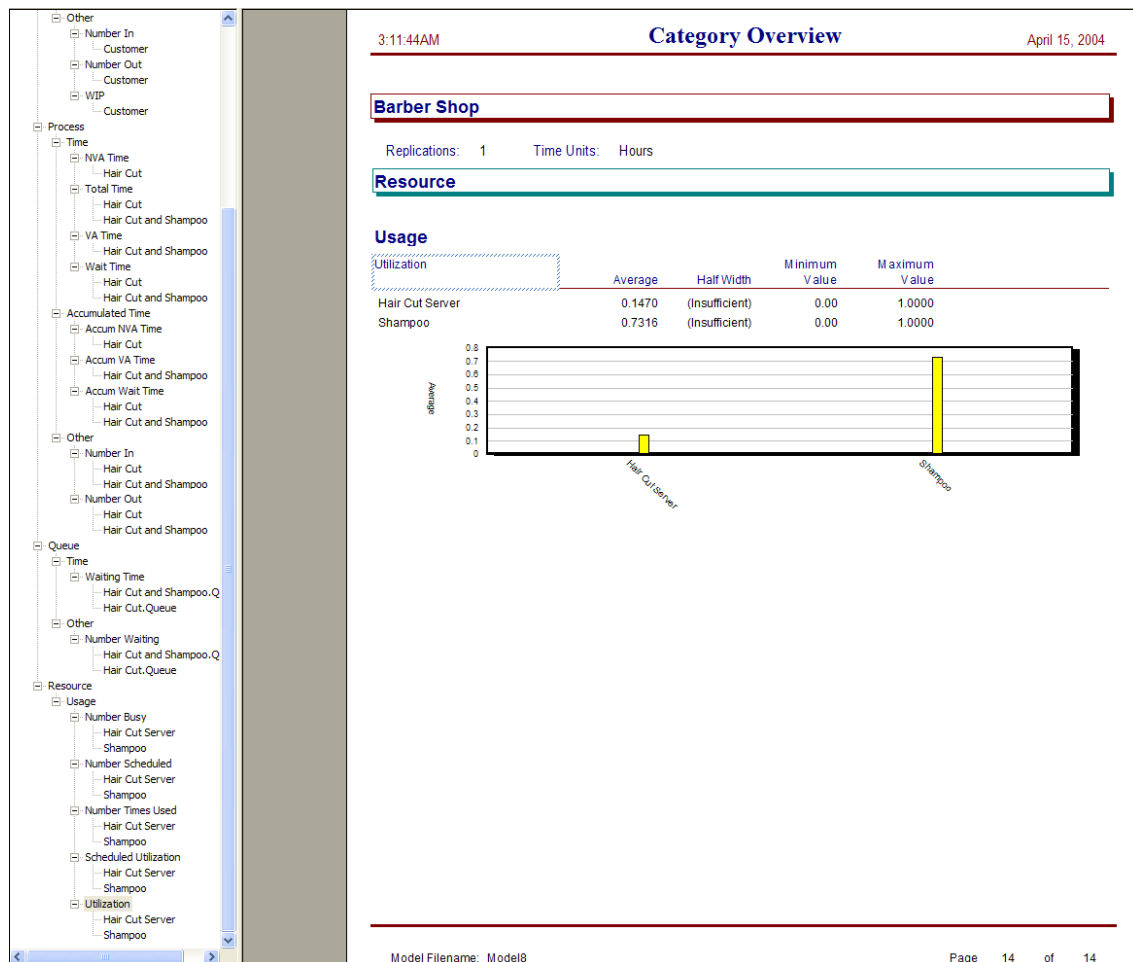 Other
Number In
Customer
Number Out
Customer
WIP
Customer
Process
Time
NVA Time
Hair Cut
Total Time
Hair Cut
Hair Cut and Shampoo
VA Time
Hair Cut and Shampoo
Wait Time
Hair Cut
Hair Cut and Shampoo
Accumulated Time
Accum NVA Time
Hair Cut
Accum VA Time
Hair Cut and Shampoo
Accum Wait Time
Hair Cut
Hair Cut and Shampoo
Other
Number In
Hair Cut
Hair Cut and Shampoo
Number Out
Hair Cut
Hair Cut and Shampoo
Queue
Time
Waiting Time
Hair Cut and Shampoo.Q
Hair Cut.Queue
Other
Number Waiting
Hair Cut and Shampoo.Q
Hair Cut.Queue
Resource
Usage
Number Busy
Hair Cut Server
Shampoo
Number Scheduled
Hair Cut Server
Shampoo
Number Times Used
Hair Cut Server
Shampoo
Scheduled Utilization
Hair Cut Server
Shampoo
Utilization
Hair Cut Server
Shampoo
3:11:44AM Category Overview April 15, 2004
Barber Shop
Replications: 1 Time Units: Hours
Resource
Usage
Utilization Minimum Maximum
Average Half Width Value Value
Hair Cut Server 0.1470 (Insufficient) 0.00 1.0000
Shampoo 0.7316 (Insufficient) 0.00 1.0000
0.8
0.7
0.6
0.5
0.4
0.3
0.2
0.1
0
Average
Hair Cut Server
Shampoo
Model Filename: Model8 Page 14 of 14